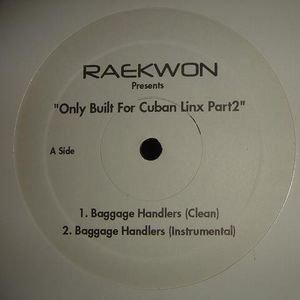 RAEKWON
Presents
"Only Built For Cuban Linx Part2"
A Side
1. Baggage Handlers (Clean)
2. Baggage Handlers (Instrumental)